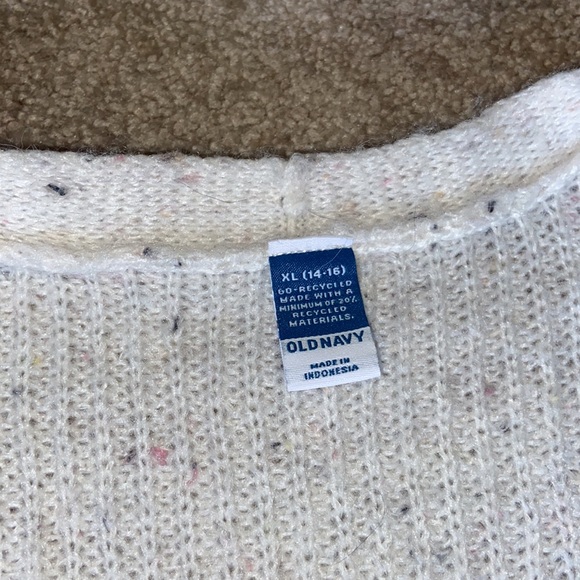 XL (14-16)
GO-RECYCLED
MADE WITH A
MINIMUM OF 20%
RECYCLED
MATERIALS.
OLD NAVY
MADE IN
INDONESIA